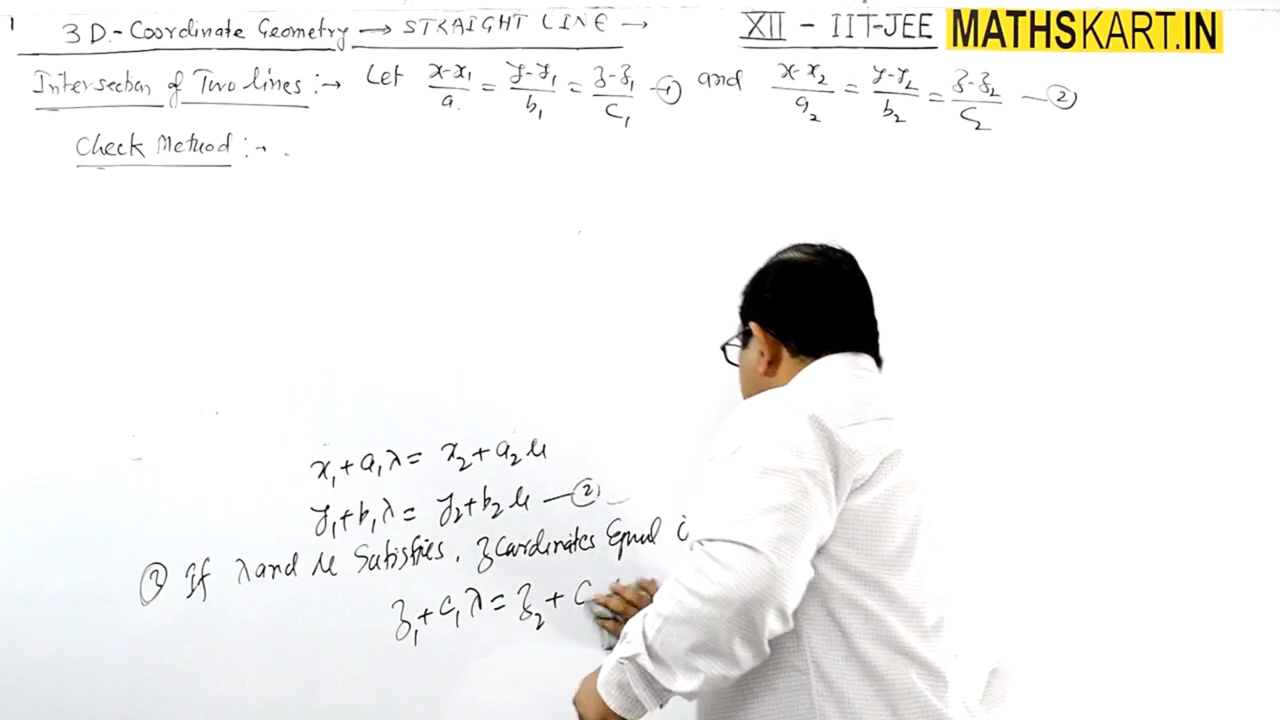 1 3D.-Coordinate Geometry → STRAIGHT LINE → XII - IIT-JEE MATHSKART.IN
Intersection of Two lines :→ Let x-x₁/a = y-y₁/b₁ = z-z₁/c₁ —① and x-x₂/a₂ = y-y₂/b₂ = z-z₂/c₂ —②
Check Method :→ .
x₁+a₁λ = x₂+a₂μ
y₁+b₁λ = y₂+b₂μ —②
③ If λ and μ Satisfies, z Cardinates Equal i
z₁+c₁λ = z₂+c